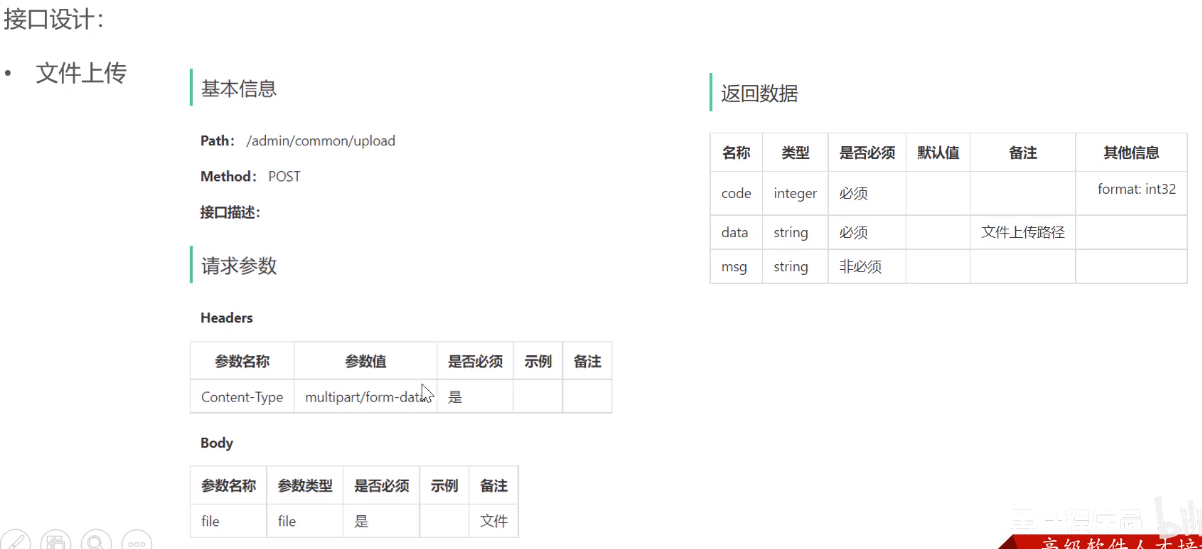 接口设计：
• 文件上传
基本信息
Path： /admin/common/upload
Method： POST
接口描述：
请求参数
Headers
参数名称 参数值 是否必须 示例 备注
Content-Type multipart/form-data 是
Body
参数名称 参数类型 是否必须 示例 备注
file file 是 文件
返回数据
名称 类型 是否必须 默认值 备注 其他信息
code integer 必须 format: int32
data string 必须 文件上传路径
msg string 非必须
高级软件人才培